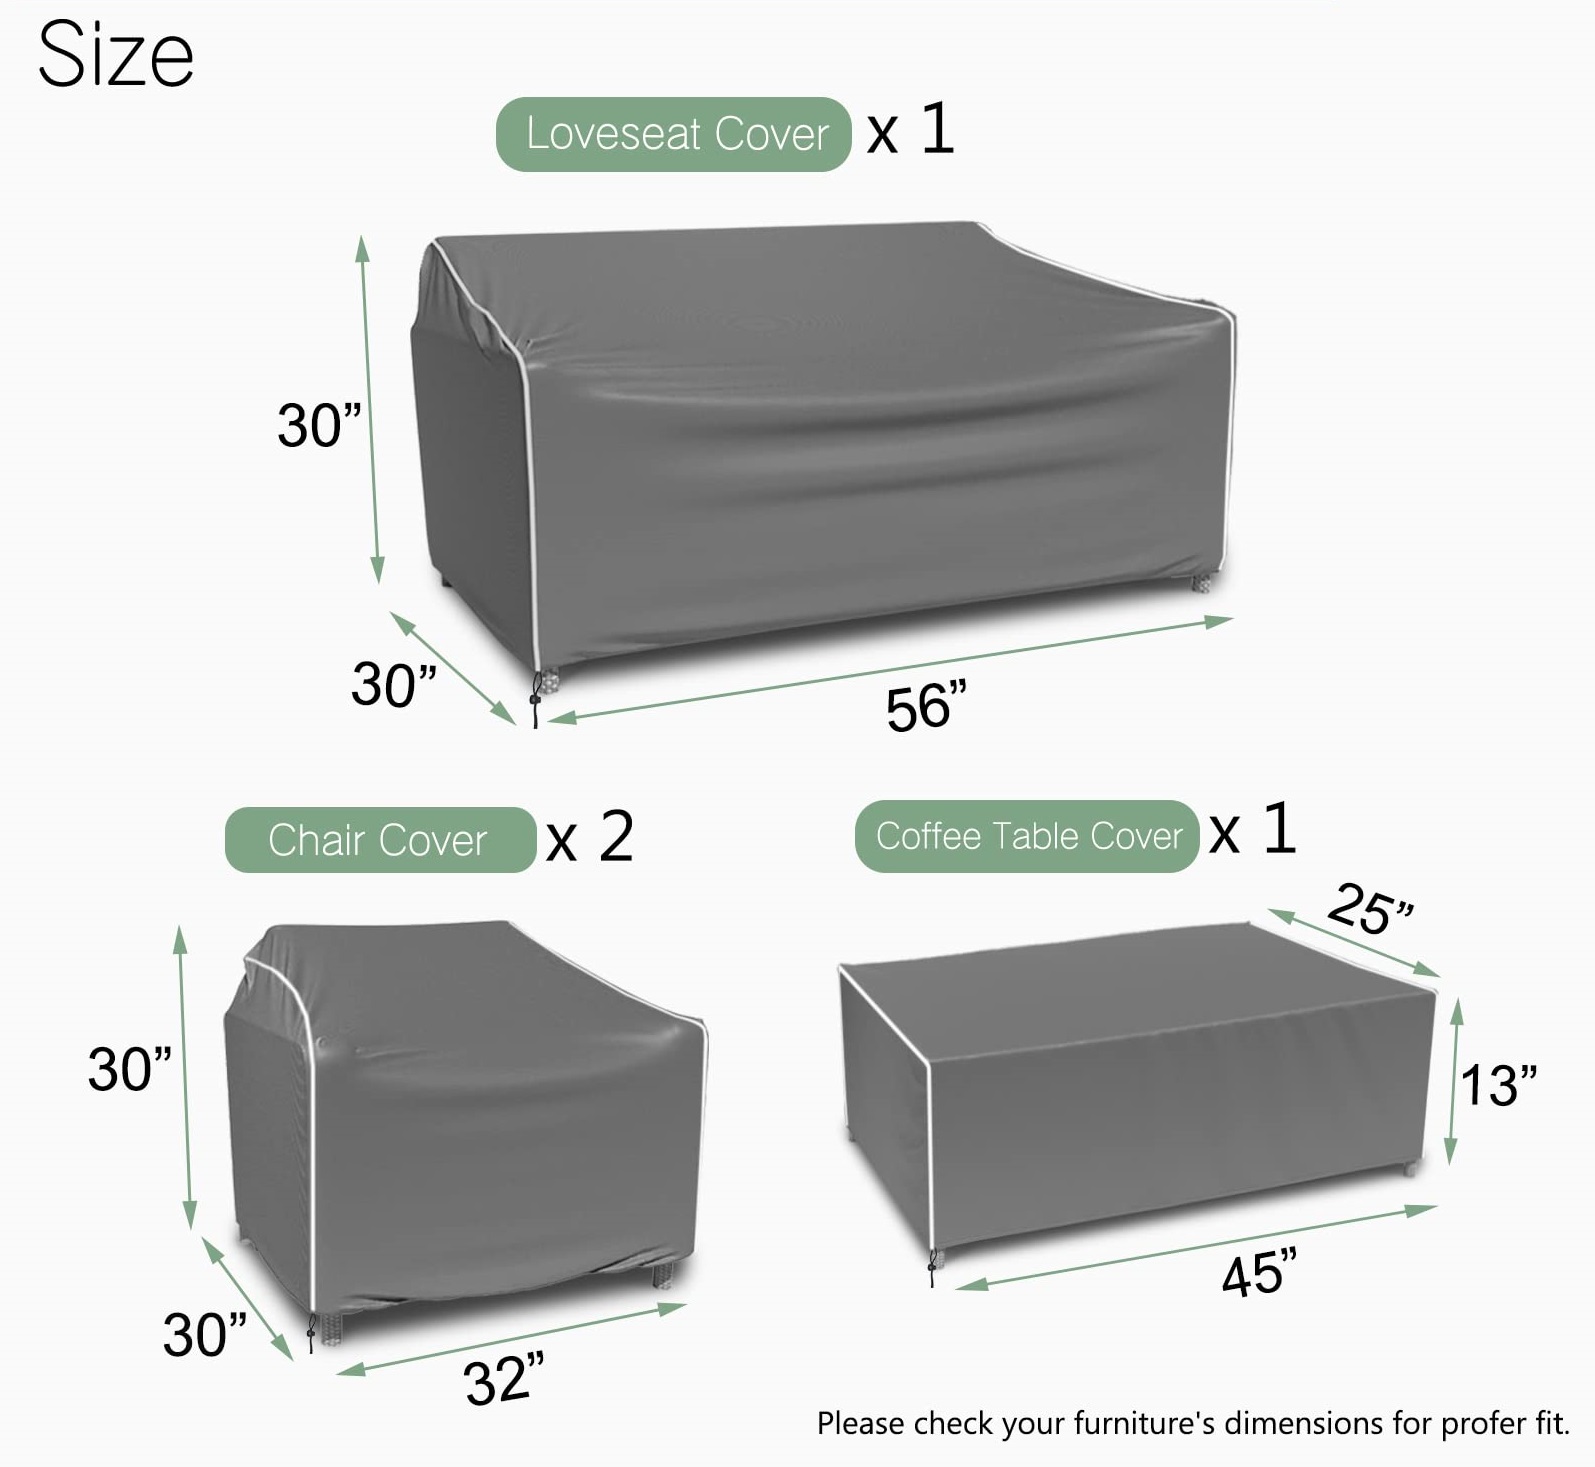 Size
Loveseat Cover x 1
30”
30”
56”
Chair Cover x 2
30”
30”
32”
Coffee Table Cover x 1
25”
13”
45”
Please check your furniture's dimensions for profer fit.